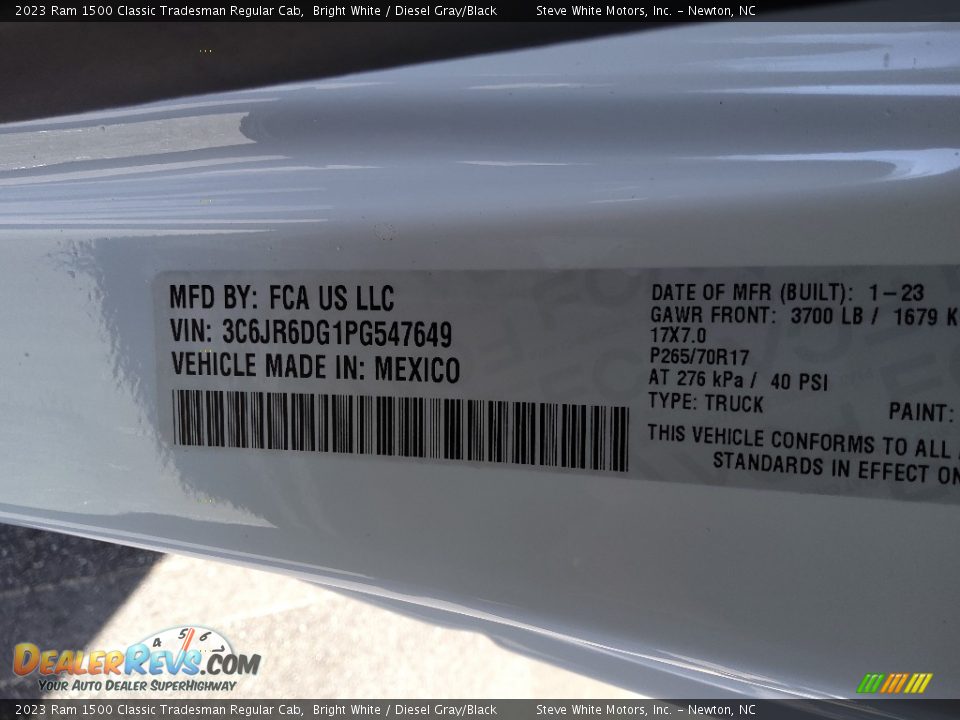 2023 Ram 1500 Classic Tradesman Regular Cab, Bright White / Diesel Gray/Black Steve White Motors, Inc. – Newton, NC
MFD BY: FCA US LLC
VIN: 3C6JR6DG1PG547649
VEHICLE MADE IN: MEXICO
DATE OF MFR (BUILT): 1–23
GAWR FRONT: 3700 LB / 1679 K
17X7.0
P265/70R17
AT 276 kPa / 40 PSI
TYPE: TRUCK PAINT:
THIS VEHICLE CONFORMS TO ALL
STANDARDS IN EFFECT ON
4 5 6
DEALERREVS.COM
YOUR AUTO DEALER SUPERHIGHWAY
2023 Ram 1500 Classic Tradesman Regular Cab, Bright White / Diesel Gray/Black Steve White Motors, Inc. – Newton, NC